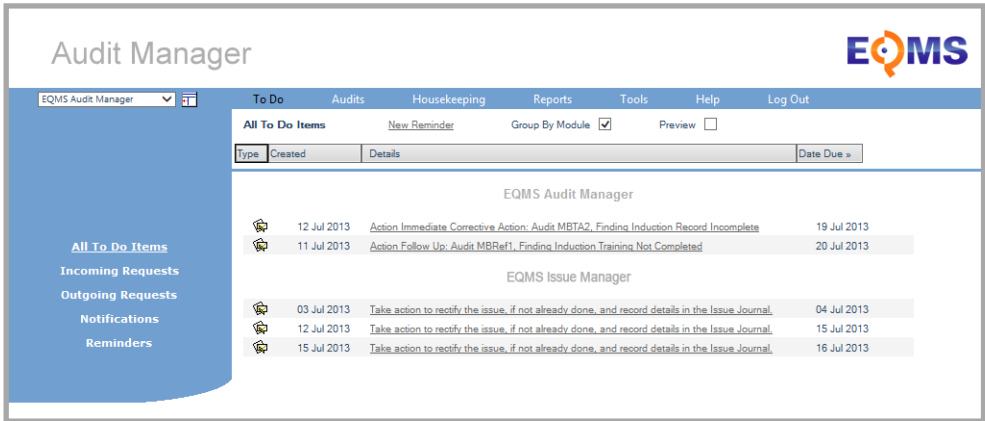 Audit Manager
EQMS
EQMS Audit Manager
To Do Audits Housekeeping Reports Tools Help Log Out
All To Do Items New Reminder Group By Module Preview
Type Created Details Date Due »
EQMS Audit Manager
12 Jul 2013 Action Immediate Corrective Action: Audit MBTA2, Finding Induction Record Incomplete 19 Jul 2013
11 Jul 2013 Action Follow Up: Audit MBRef1, Finding Induction Training Not Completed 20 Jul 2013
EQMS Issue Manager
03 Jul 2013 Take action to rectify the issue, if not already done, and record details in the Issue Journal. 04 Jul 2013
12 Jul 2013 Take action to rectify the issue, if not already done, and record details in the Issue Journal. 15 Jul 2013
15 Jul 2013 Take action to rectify the issue, if not already done, and record details in the Issue Journal. 16 Jul 2013
All To Do Items
Incoming Requests
Outgoing Requests
Notifications
Reminders